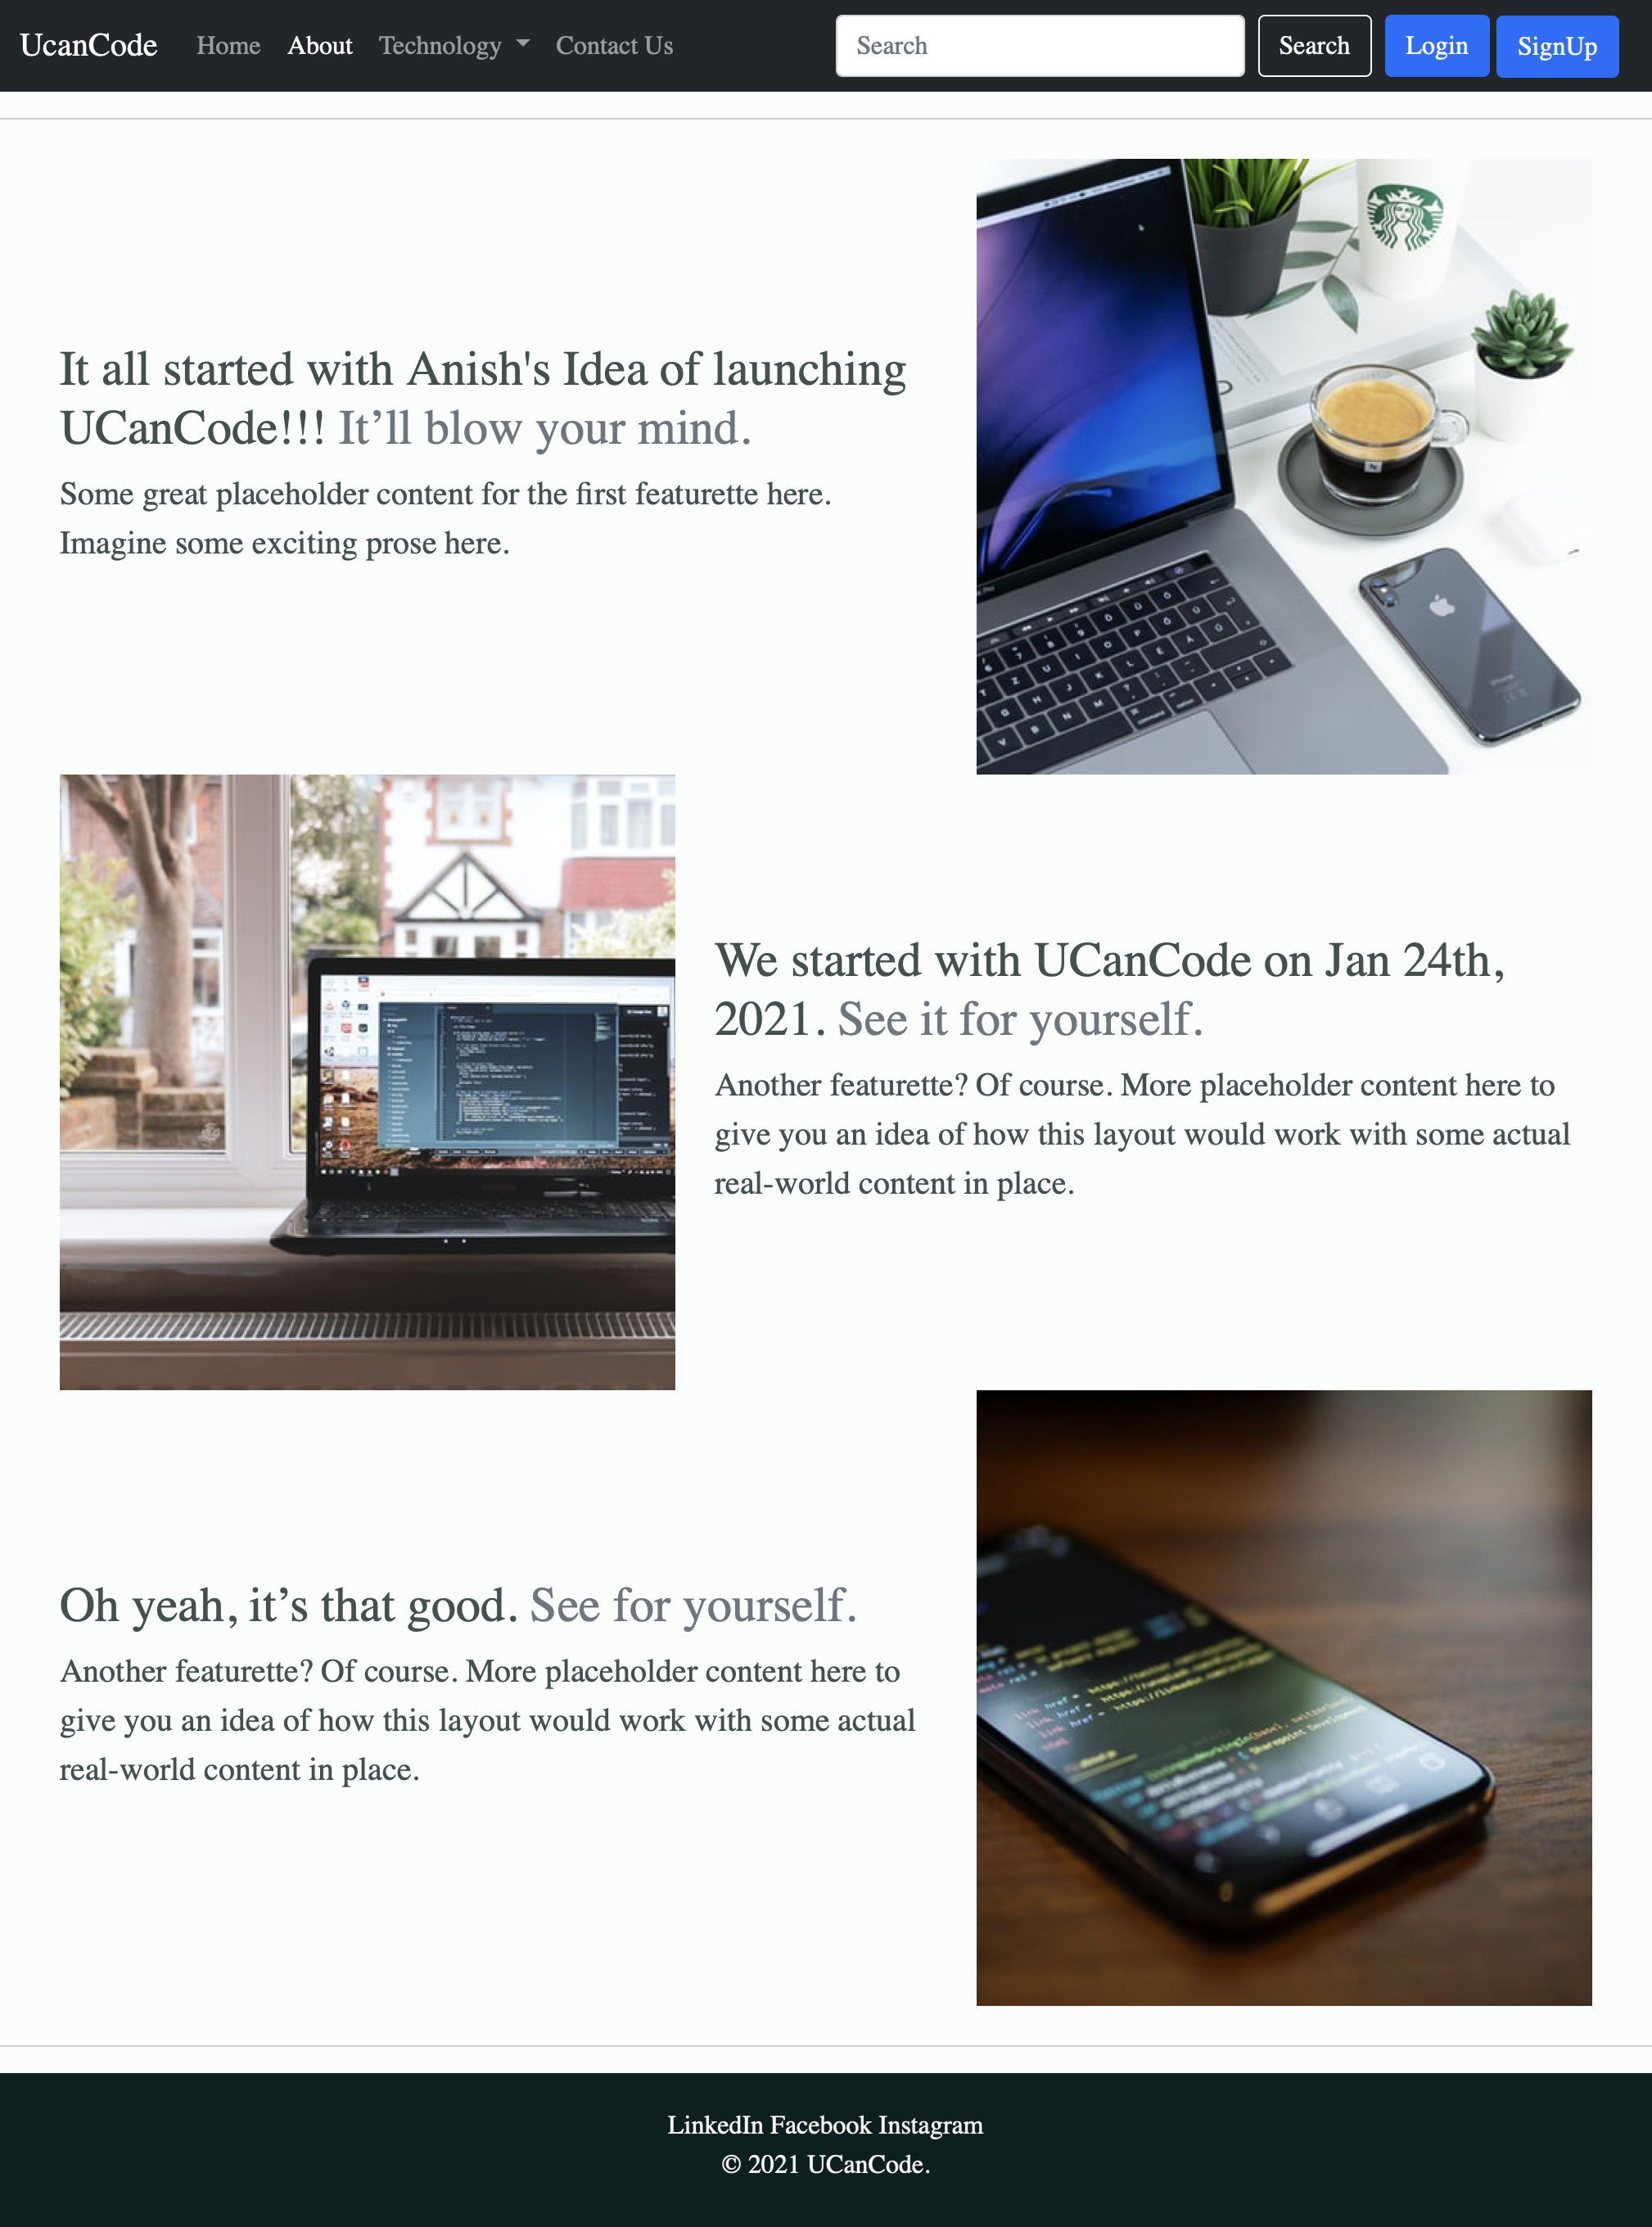 UcanCode Home About Technology Contact Us Search Search Login SignUp
It all started with Anish's Idea of launching
UCanCode!!! It’ll blow your mind.
Some great placeholder content for the first featurette here.
Imagine some exciting prose here.
We started with UCanCode on Jan 24th,
2021. See it for yourself.
Another featurette? Of course. More placeholder content here to
give you an idea of how this layout would work with some actual
real-world content in place.
Oh yeah, it’s that good. See for yourself.
Another featurette? Of course. More placeholder content here to
give you an idea of how this layout would work with some actual
real-world content in place.
LinkedIn Facebook Instagram
© 2021 UCanCode.